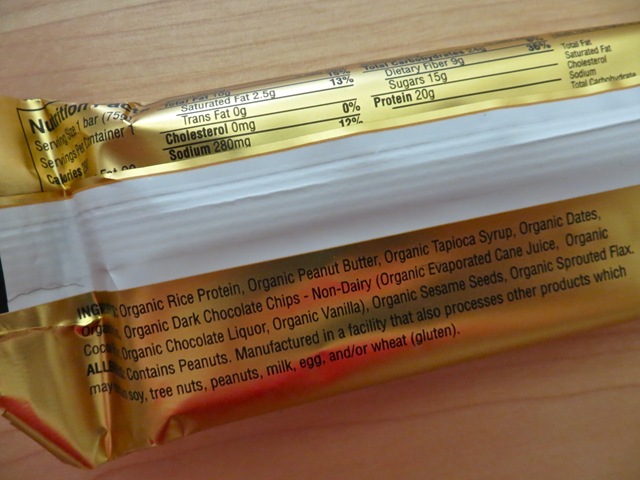 Nutrition
Serving Size 1 bar (75g)
Servings Per Container 1
Calories
Total Fat
Saturated Fat 2.5g 13%
Trans Fat 0g
Cholesterol 0mg 0%
Sodium 280mg 12%
Total Carbohydrates
Dietary Fiber 9g 36%
Sugars 15g
Protein 20g
Total Fat
Saturated Fat
Cholesterol
Sodium
Total Carbohydrate
Organic Rice Protein, Organic Peanut Butter, Organic Tapioca Syrup, Organic Dates,
Organic Dark Chocolate Chips - Non-Dairy (Organic Evaporated Cane Juice, Organic
Organic Chocolate Liquor, Organic Vanilla), Organic Sesame Seeds, Organic Sprouted Flax.
Contains Peanuts. Manufactured in a facility that also processes other products which
may soy, tree nuts, peanuts, milk, egg, and/or wheat (gluten).